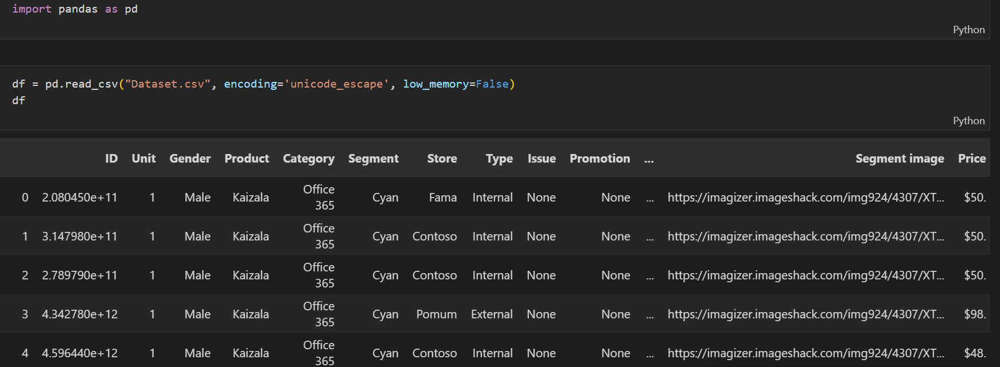 import pandas as pd
Python
df = pd.read_csv("Dataset.csv", encoding='unicode_escape', low_memory=False)
df
Python
ID Unit Gender Product Category Segment Store Type Issue Promotion ... Segment image Price
0 2.080450e+11 1 Male Kaizala Office 365 Cyan Fama Internal None None ... https://imagizer.imageshack.com/img924/4307/XT... $50.
1 3.147980e+11 1 Male Kaizala Office 365 Cyan Contoso Internal None None ... https://imagizer.imageshack.com/img924/4307/XT... $50.
2 2.789790e+11 1 Male Kaizala Office 365 Cyan Contoso Internal None None ... https://imagizer.imageshack.com/img924/4307/XT... $50.
3 4.342780e+12 1 Male Kaizala Office 365 Cyan Pomum External None None ... https://imagizer.imageshack.com/img924/4307/XT... $98.
4 4.596440e+12 1 Male Kaizala Office 365 Cyan Contoso Internal None None ... https://imagizer.imageshack.com/img924/4307/XT... $48.